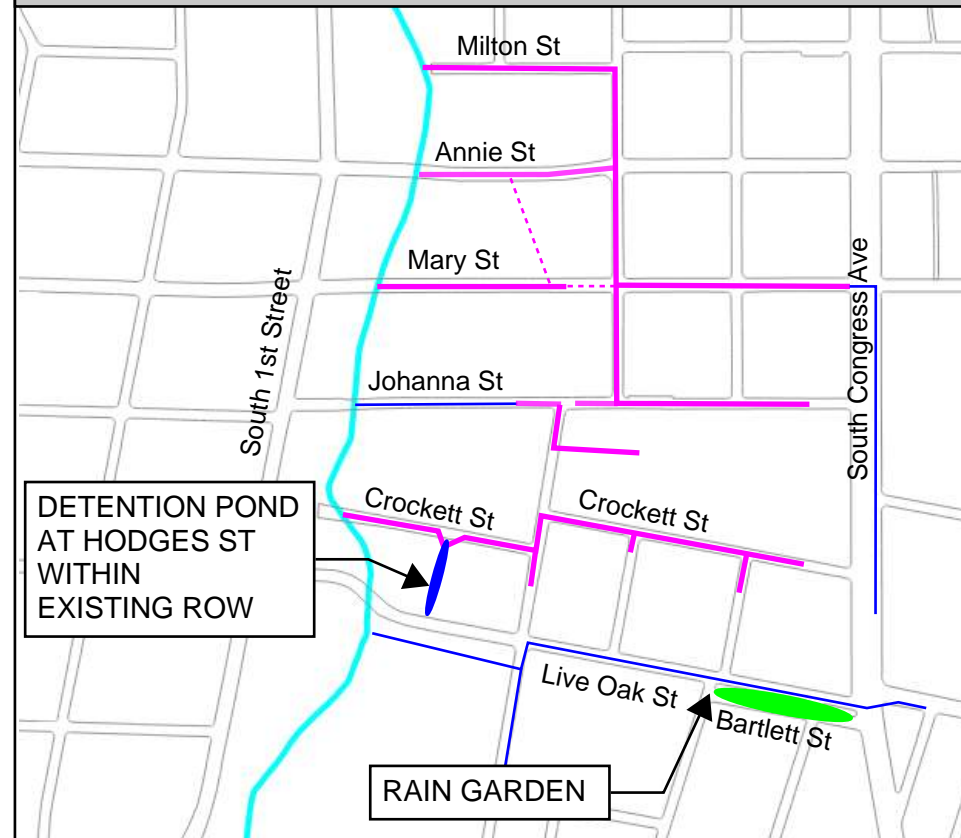 Milton St
Annie St
Mary St
South 1st Street
South Congress Ave
Johanna St
Crockett St
Crockett St
DETENTION POND
AT HODGES ST
WITHIN
EXISTING ROW
Live Oak St
Bartlett St
RAIN GARDEN